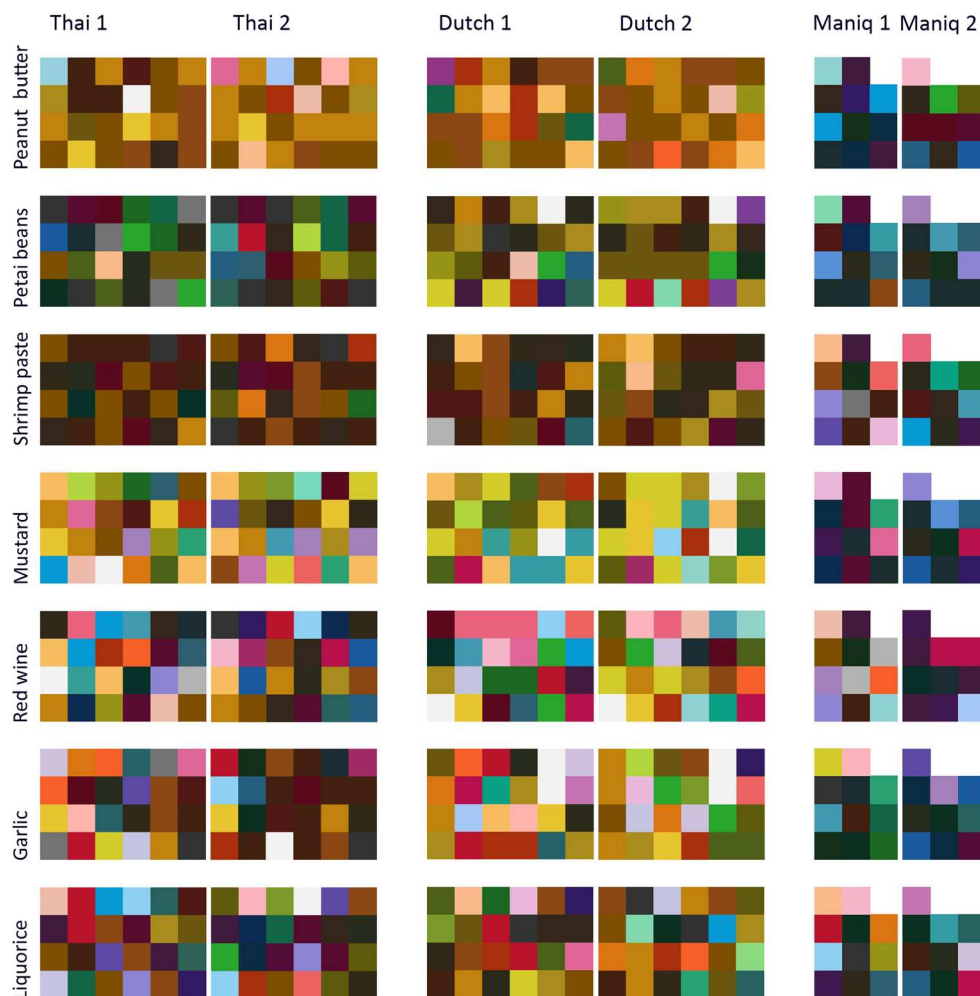 Thai 1 Thai 2 Dutch 1 Dutch 2 Maniq 1 Maniq 2
Peanut butter
Petai beans
Shrimp paste
Mustard
Red wine
Garlic
Liquorice